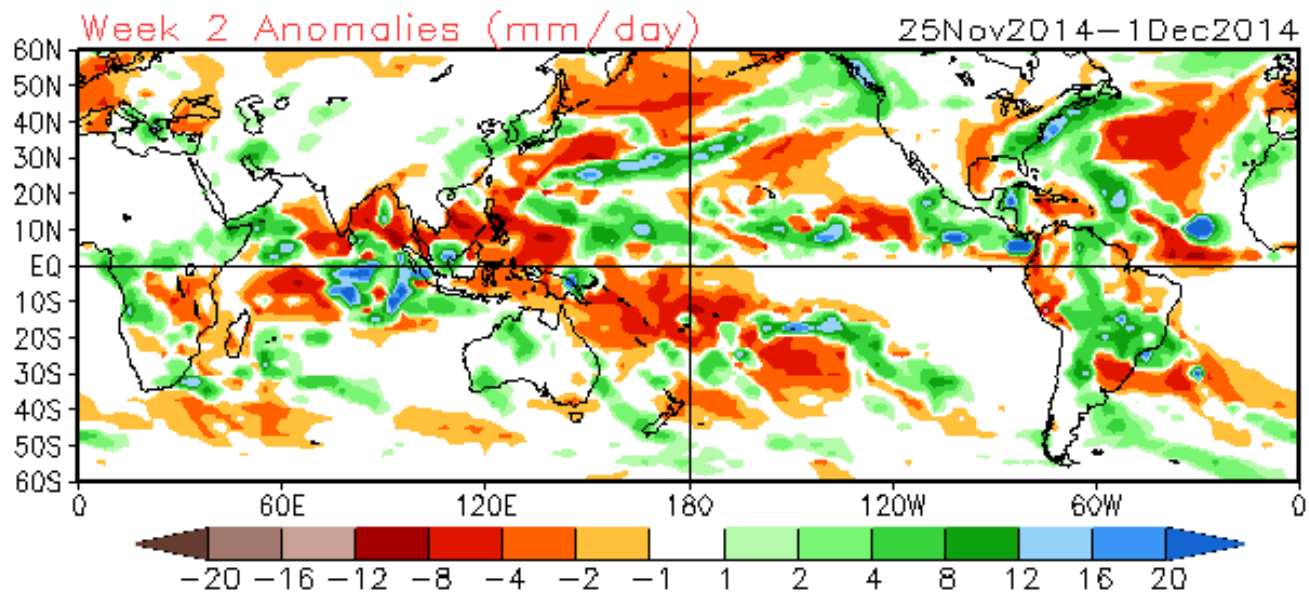 Week 2 Anomalies (mm/day) 25Nov2014-1Dec2014
60N
50N
40N
30N
20N
10N
EQ
10S
20S
30S
40S
50S
60S
0 60E 120E 180 120W 60W 0
-20 -16 -12 -8 -4 -2 -1 1 2 4 8 12 16 20